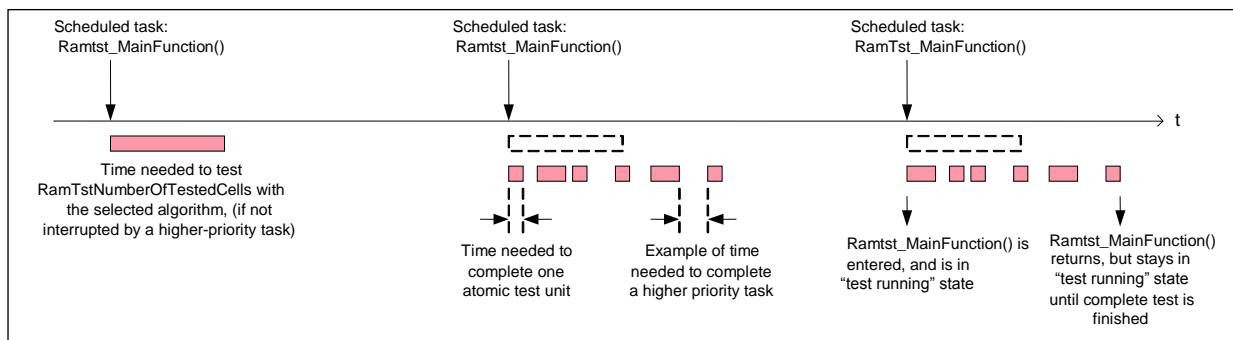 Scheduled task:
Ramtst_MainFunction()
Scheduled task:
Ramtst_MainFunction()
Scheduled task:
RamTst_MainFunction()
t
Time needed to test
RamTstNumberOfTestedCells with
the selected algorithm, (if not
interrupted by a higher-priority task)
Time needed to
complete one
atomic test unit
Example of time
needed to complete
a higher priority task
Ramtst_MainFunction() is
entered, and is in
“test running” state
Ramtst_MainFunction()
returns, but stays in
“test running” state
until complete test is
finished